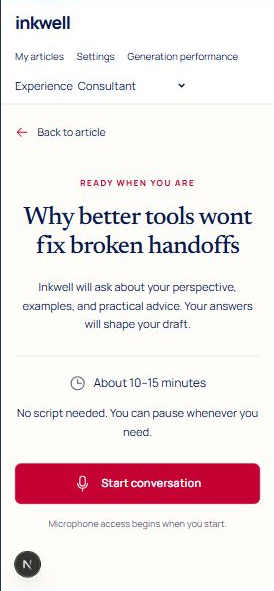 inkwell
My articles Settings Generation performance
Experience Consultant
Back to article
READY WHEN YOU ARE
Why better tools wont
fix broken handoffs
Inkwell will ask about your perspective,
examples, and practical advice. Your answers
will shape your draft.
About 10–15 minutes
No script needed. You can pause whenever you
need.
Start conversation
Microphone access begins when you start.
N